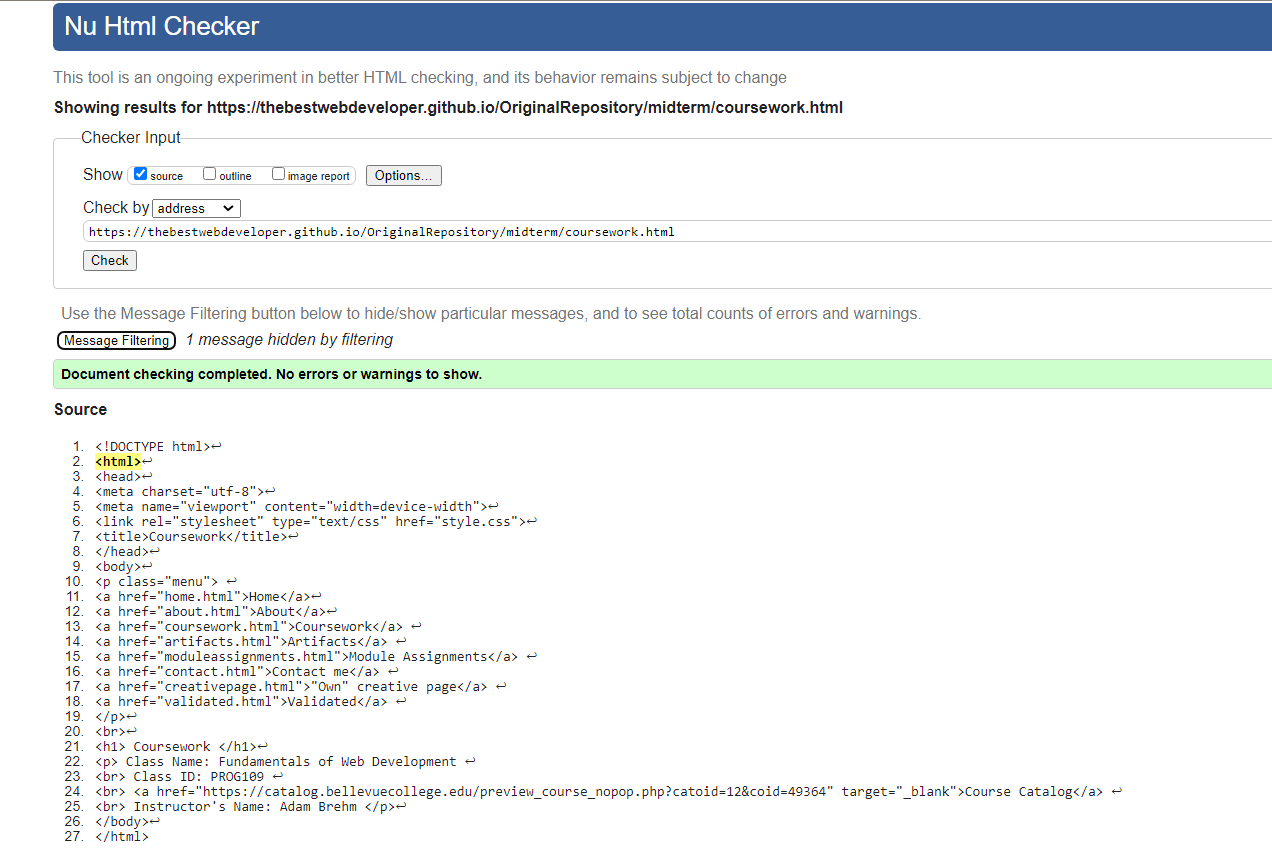 Nu Html Checker
This tool is an ongoing experiment in better HTML checking, and its behavior remains subject to change
Showing results for https://thebestwebdeveloper.github.io/OriginalRepository/midterm/coursework.html
Checker Input
Show source outline image report Options...
Check by address
https://thebestwebdeveloper.github.io/OriginalRepository/midterm/coursework.html
Check
Use the Message Filtering button below to hide/show particular messages, and to see total counts of errors and warnings.
Message Filtering 1 message hidden by filtering
Document checking completed. No errors or warnings to show.
Source
1. <!DOCTYPE html>↩
2. <html>↩
3. <head>↩
4. <meta charset="utf-8">↩
5. <meta name="viewport" content="width=device-width">↩
6. <link rel="stylesheet" type="text/css" href="style.css">↩
7. <title>Coursework</title>↩
8. </head>↩
9. <body>↩
10. <p class="menu"> ↩
11. <a href="home.html">Home</a>↩
12. <a href="about.html">About</a>↩
13. <a href="coursework.html">Coursework</a> ↩
14. <a href="artifacts.html">Artifacts</a> ↩
15. <a href="moduleassignments.html">Module Assignments</a> ↩
16. <a href="contact.html">Contact me</a> ↩
17. <a href="creativepage.html">"Own" creative page</a> ↩
18. <a href="validated.html">Validated</a> ↩
19. </p>↩
20. <br>↩
21. <h1> Coursework </h1>↩
22. <p> Class Name: Fundamentals of Web Development ↩
23. <br> Class ID: PROG109 ↩
24. <br> <a href="https://catalog.bellevuecollege.edu/preview_course_nopop.php?catoid=12&coid=49364" target="_blank">Course Catalog</a> ↩
25. <br> Instructor's Name: Adam Brehm </p>↩
26. </body>↩
27. </html>